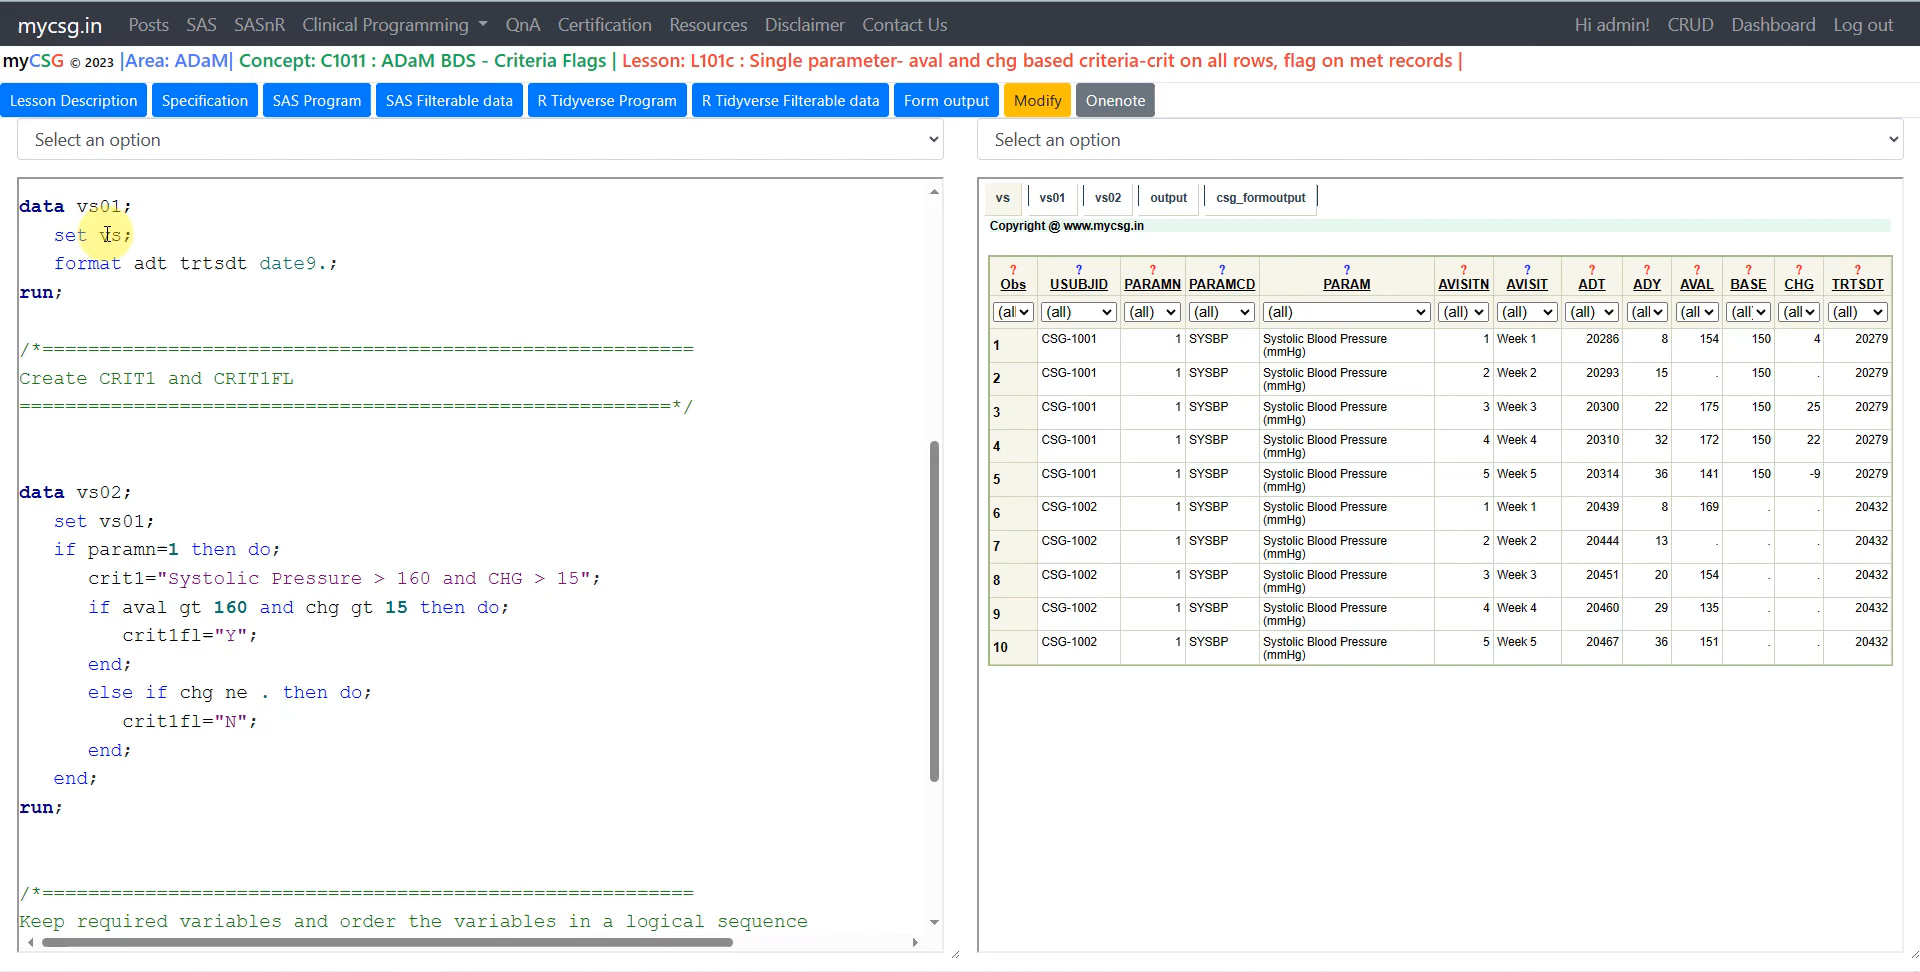 mycsg.in Posts SAS SASnR Clinical Programming QnA Certification Resources Disclaimer Contact Us Hi admin! CRUD Dashboard Log out
myCSG © 2023 |Area: ADaM| Concept: C1011 : ADaM BDS - Criteria Flags | Lesson: L101c : Single parameter- aval and chg based criteria-crit on all rows, flag on met records |
Lesson Description Specification SAS Program SAS Filterable data R Tidyverse Program R Tidyverse Filterable data Form output Modify Onenote
Select an option
data vs01;
set vs;
format adt trtsdt date9.;
run;
/*=========================================================
Create CRIT1 and CRIT1FL
=========================================================*/
data vs02;
set vs01;
if paramn=1 then do;
crit1="Systolic Pressure > 160 and CHG > 15";
if aval gt 160 and chg gt 15 then do;
crit1fl="Y";
end;
else if chg ne . then do;
crit1fl="N";
end;
end;
run;
/*=========================================================
Keep required variables and order the variables in a logical sequence
Select an option
vs vs01 vs02 output csg_formoutput
Copyright @ www.mycsg.in
? ? ? ? ? ? ? ? ? ? ? ? ?
Obs USUBJID PARAMN PARAMCD PARAM AVISITN AVISIT ADT ADY AVAL BASE CHG TRTSDT
(all (all) (all) (all) (all) (all) (all) (all) (all (all (all (all (all)
1 CSG-1001 1 SYSBP Systolic Blood Pressure (mmHg) 1 Week 1 20286 8 154 150 4 20279
2 CSG-1001 1 SYSBP Systolic Blood Pressure (mmHg) 2 Week 2 20293 15 . 150 . 20279
3 CSG-1001 1 SYSBP Systolic Blood Pressure (mmHg) 3 Week 3 20300 22 175 150 25 20279
4 CSG-1001 1 SYSBP Systolic Blood Pressure (mmHg) 4 Week 4 20310 32 172 150 22 20279
5 CSG-1001 1 SYSBP Systolic Blood Pressure (mmHg) 5 Week 5 20314 36 141 150 -9 20279
6 CSG-1002 1 SYSBP Systolic Blood Pressure (mmHg) 1 Week 1 20439 8 169 . . 20432
7 CSG-1002 1 SYSBP Systolic Blood Pressure (mmHg) 2 Week 2 20444 13 . . . 20432
8 CSG-1002 1 SYSBP Systolic Blood Pressure (mmHg) 3 Week 3 20451 20 154 . . 20432
9 CSG-1002 1 SYSBP Systolic Blood Pressure (mmHg) 4 Week 4 20460 29 135 . . 20432
10 CSG-1002 1 SYSBP Systolic Blood Pressure (mmHg) 5 Week 5 20467 36 151 . . 20432